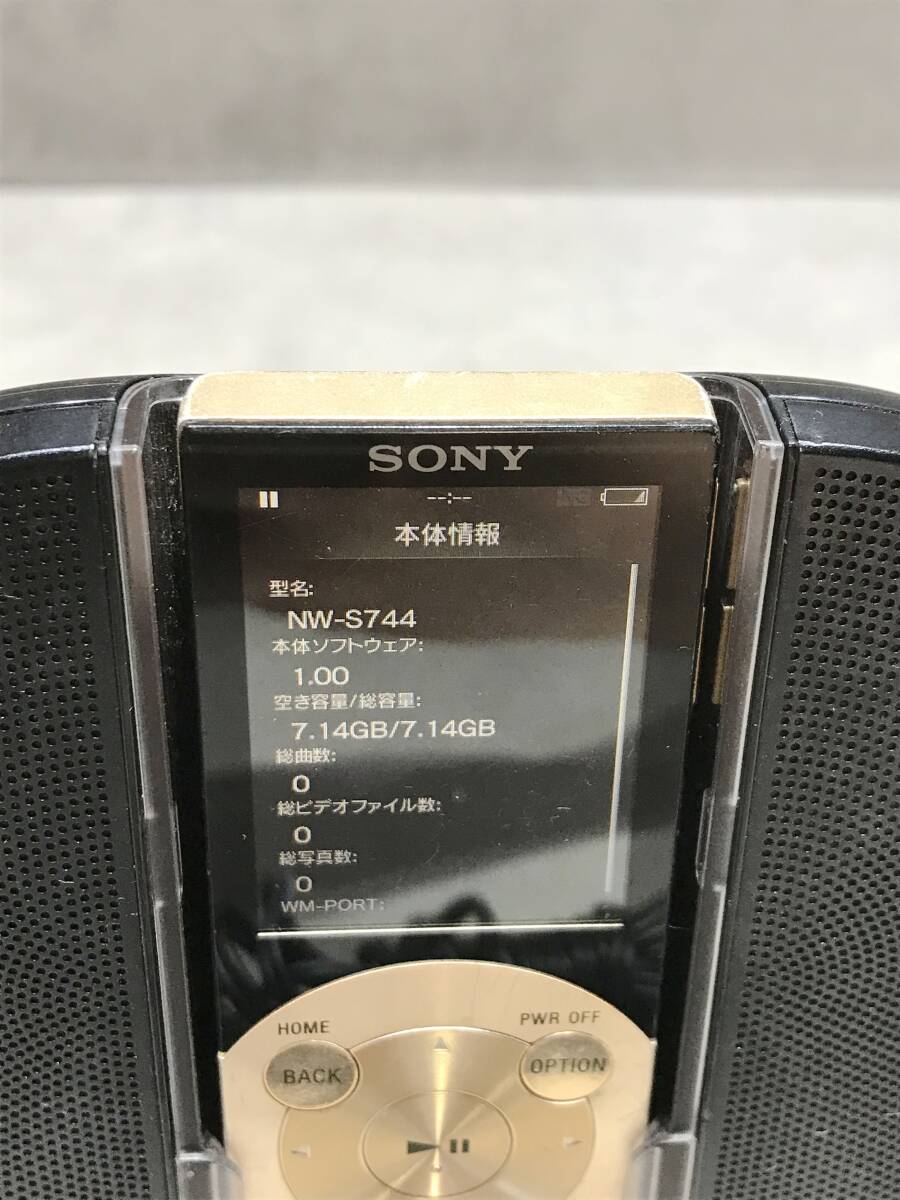 SONY
--:--
本体情報
型名:
NW-S744
本体ソフトウェア:
1.00
空き容量/総容量:
7.14GB/7.14GB
総曲数:
0
総ビデオファイル数:
0
総写真数:
0
WM-PORT:
HOME
PWR OFF
BACK
OPTION